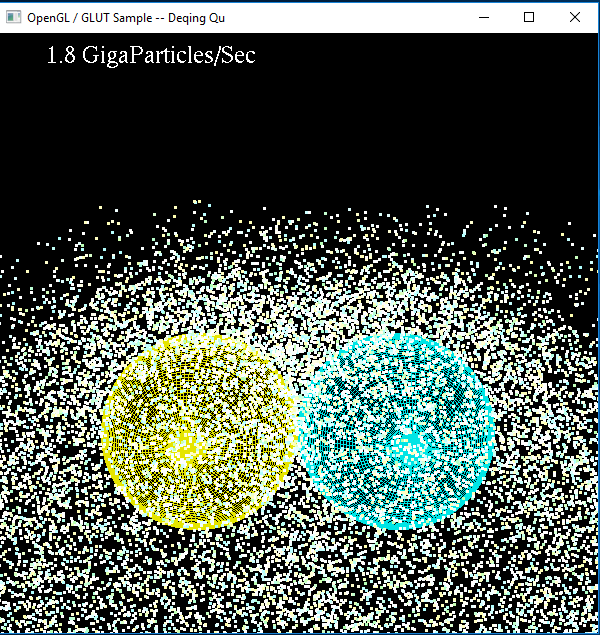 OpenGL / GLUT Sample -- Deqing Qu
1.8 GigaParticles/Sec